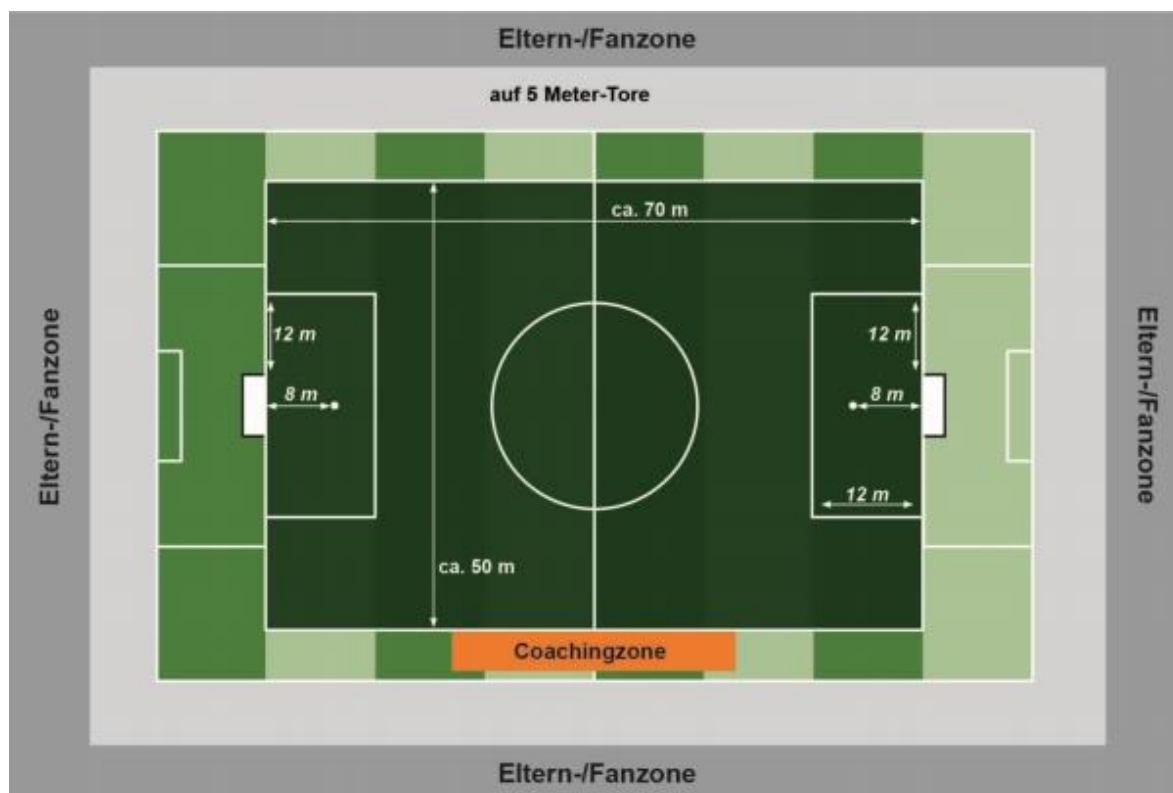 Eltern-/Fanzone
auf 5 Meter-Tore
ca. 70 m
12 m
12 m
Eltern-/Fanzone
8 m
8 m
Eltern-/Fanzone
12 m
ca. 50 m
Coachingzone
Eltern-/Fanzone